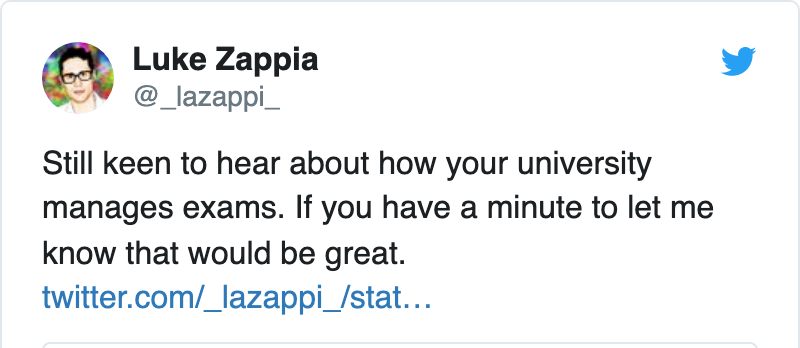 Luke Zappia
@_lazappi_
Still keen to hear about how your university
manages exams. If you have a minute to let me
know that would be great.
twitter.com/_lazappi_/stat…